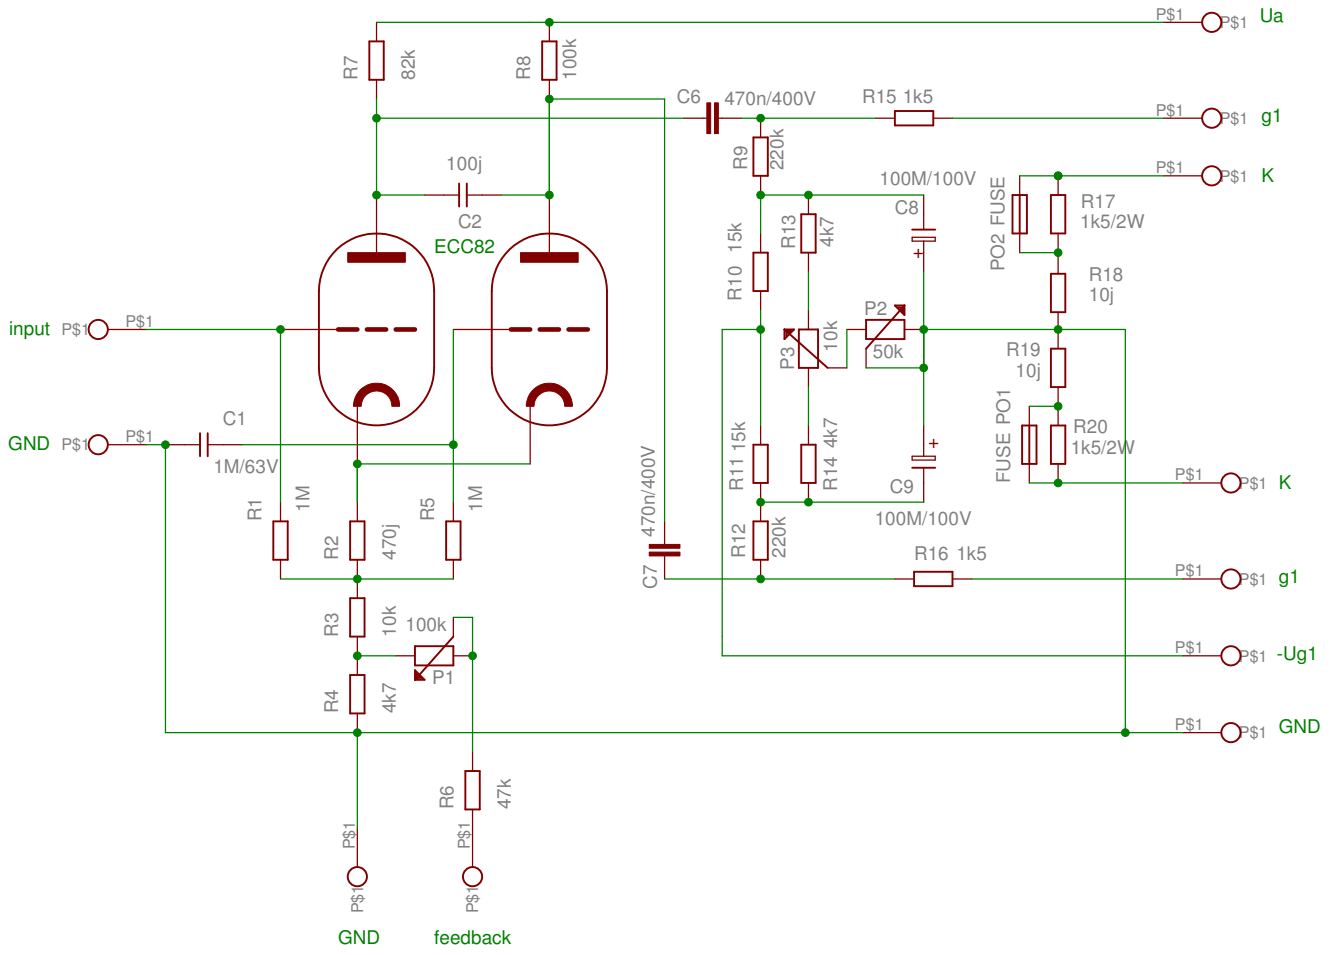 P$1
P$1
Ua
R7
82k
R8
100k
C6
470n/400V
R15 1k5
P$1
P$1
g1
R9
220k
100j
C2
ECC82
100M/100V
C8
+
P$1
P$1
K
PO2 FUSE
R17
1k5/2W
R13
4k7
R10
15k
R18
10j
input
P$1
P$1
P2
50k
P3
10k
R19
10j
GND
P$1
P$1
C1
1M/63V
FUSE PO1
R20
1k5/2W
R11
15k
R14
4k7
+
C9
100M/100V
P$1
P$1
K
R1
1M
R2
470j
R5
1M
470n/400V
C7
R12
220k
R16 1k5
P$1
P$1
g1
R3
10k
100k
P1
P$1
P$1
-Ug1
R4
4k7
P$1
P$1
GND
R6
47k
P$1
P$1
P$1
P$1
GND
feedback